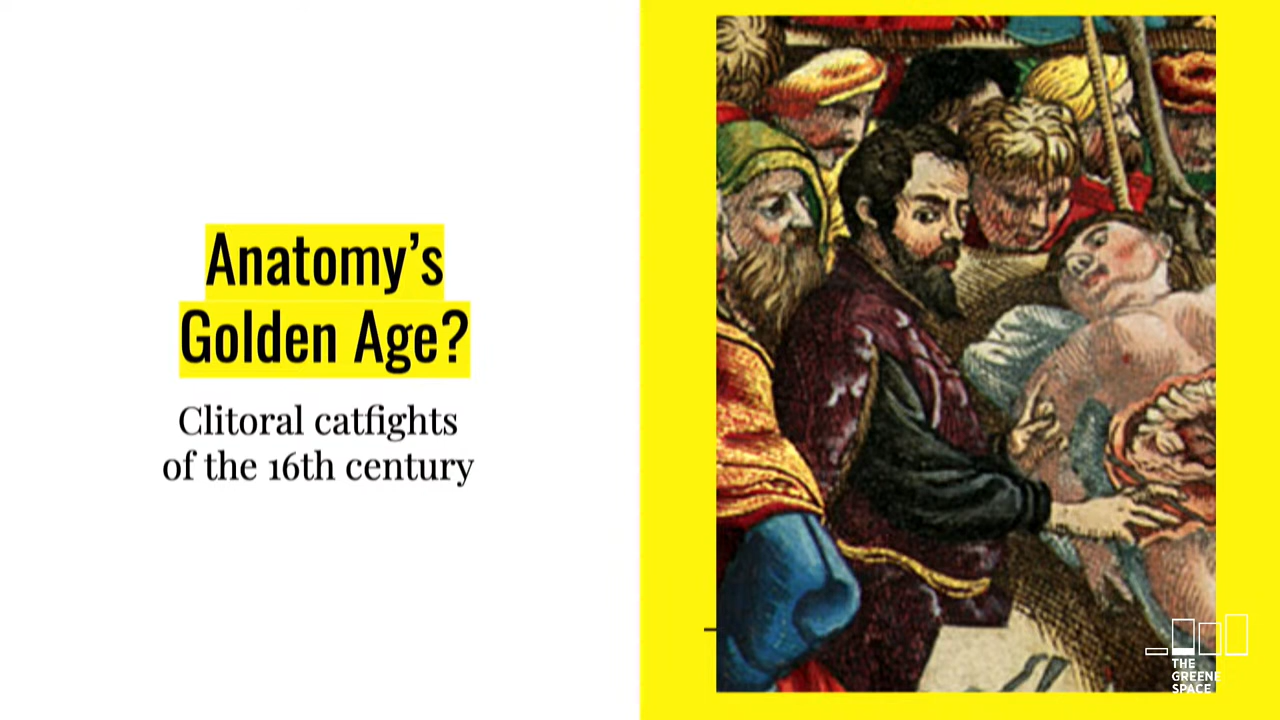 Anatomy’s
Golden Age?
Clitoral catfights
of the 16th century
THE
GREENE
SPACE